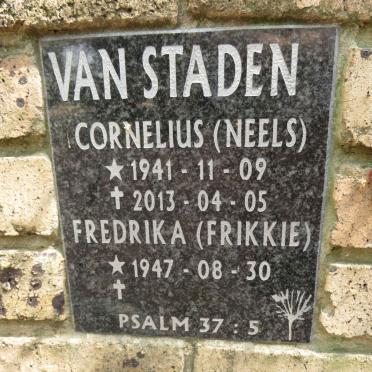 VAN STADEN
CORNELIUS (NEELS)
★ 1941 - 11 - 09
✝ 2013 - 04 - 05
FREDRIKA (FRIKKIE)
★ 1947 - 08 - 30
✝
PSALM 37 : 5